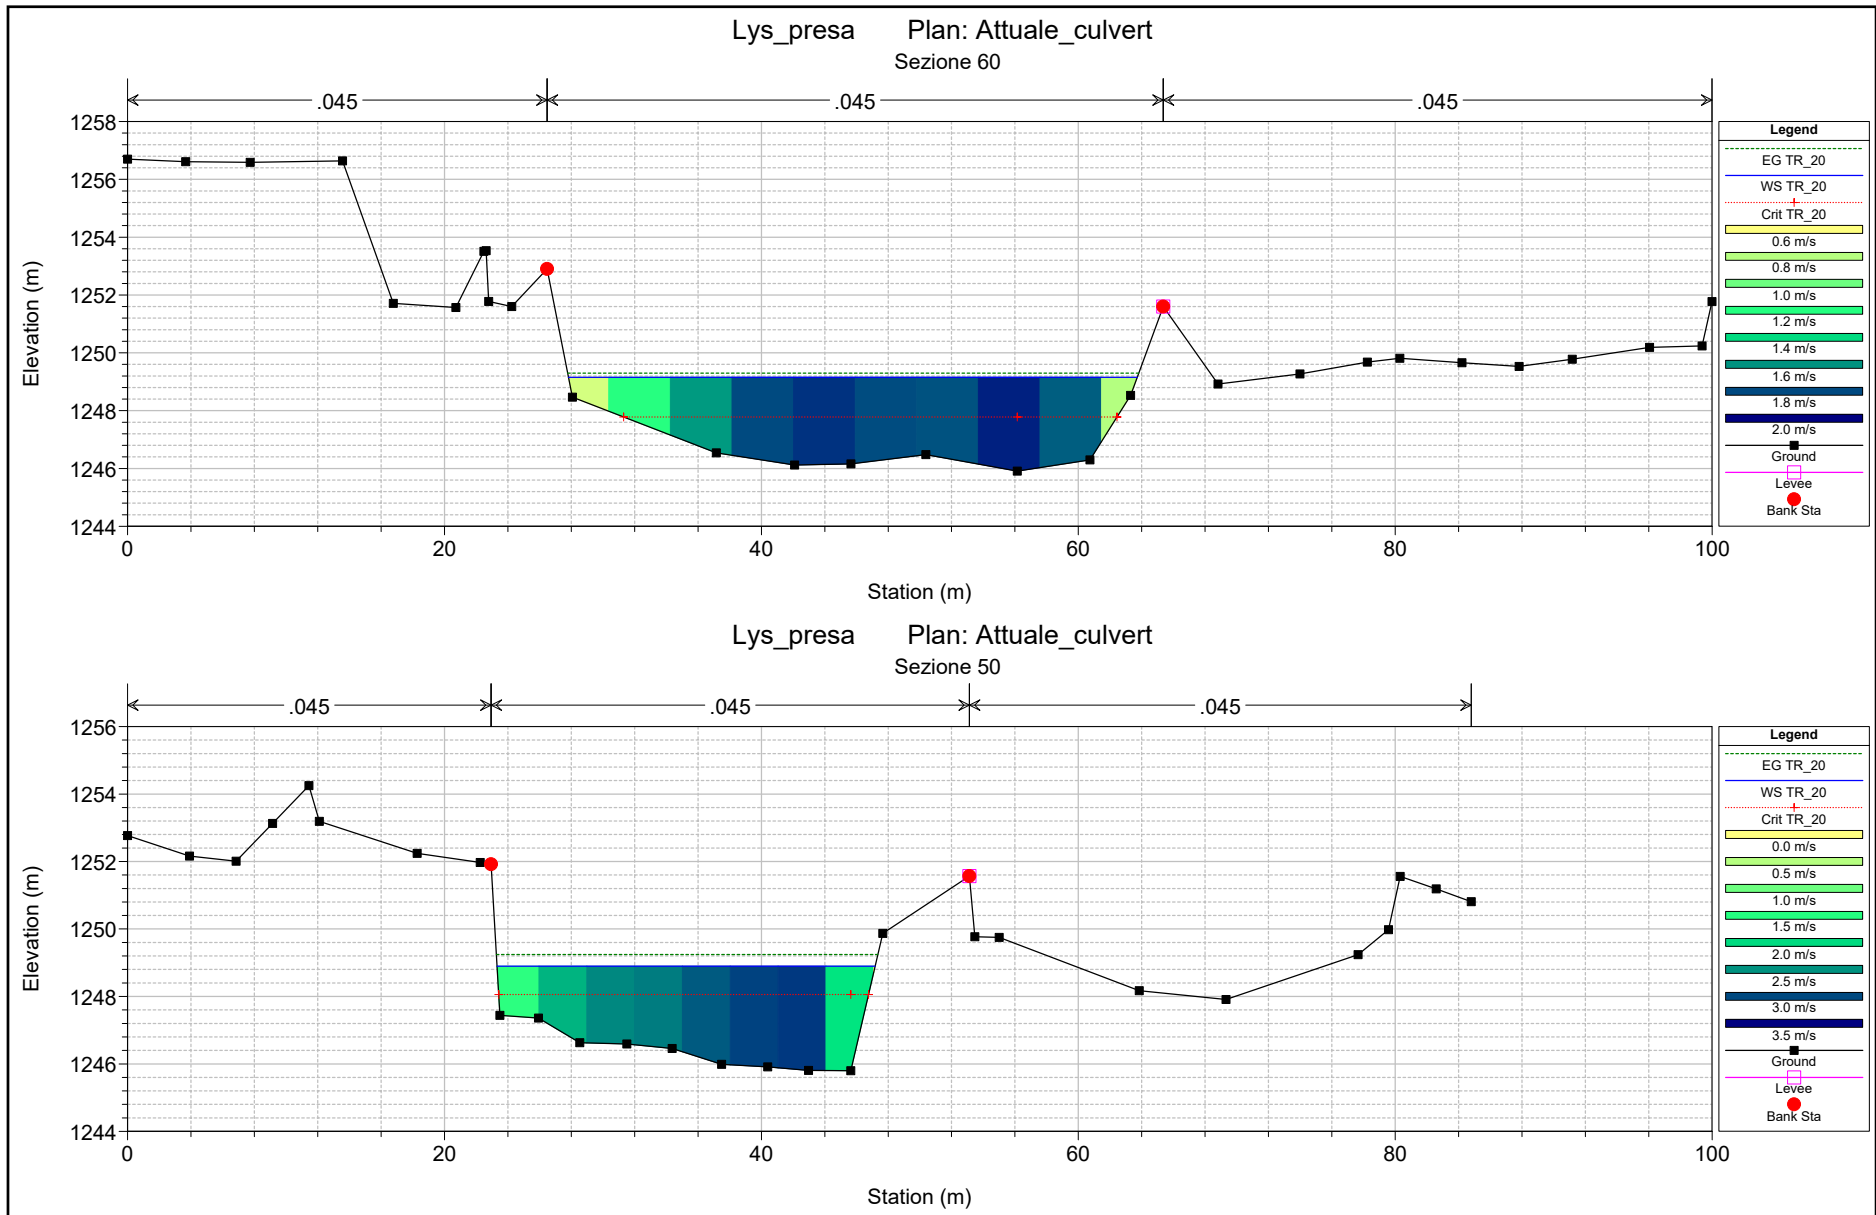 Lys_presa Plan: Attuale_culvert
Sezione 60
.045 .045 .045
1258
1256
1254
1252
1250
1248
1246
1244
Elevation (m)
0 20 40 60 80 100
Station (m)
Legend
EG TR_20
WS TR_20
Crit TR_20
0.6 m/s
0.8 m/s
1.0 m/s
1.2 m/s
1.4 m/s
1.6 m/s
1.8 m/s
2.0 m/s
Ground
Levee
Bank Sta
Lys_presa Plan: Attuale_culvert
Sezione 50
.045 .045 .045
1256
1254
1252
1250
1248
1246
1244
Elevation (m)
0 20 40 60 80 100
Station (m)
Legend
EG TR_20
WS TR_20
Crit TR_20
0.0 m/s
0.5 m/s
1.0 m/s
1.5 m/s
2.0 m/s
2.5 m/s
3.0 m/s
3.5 m/s
Ground
Levee
Bank Sta